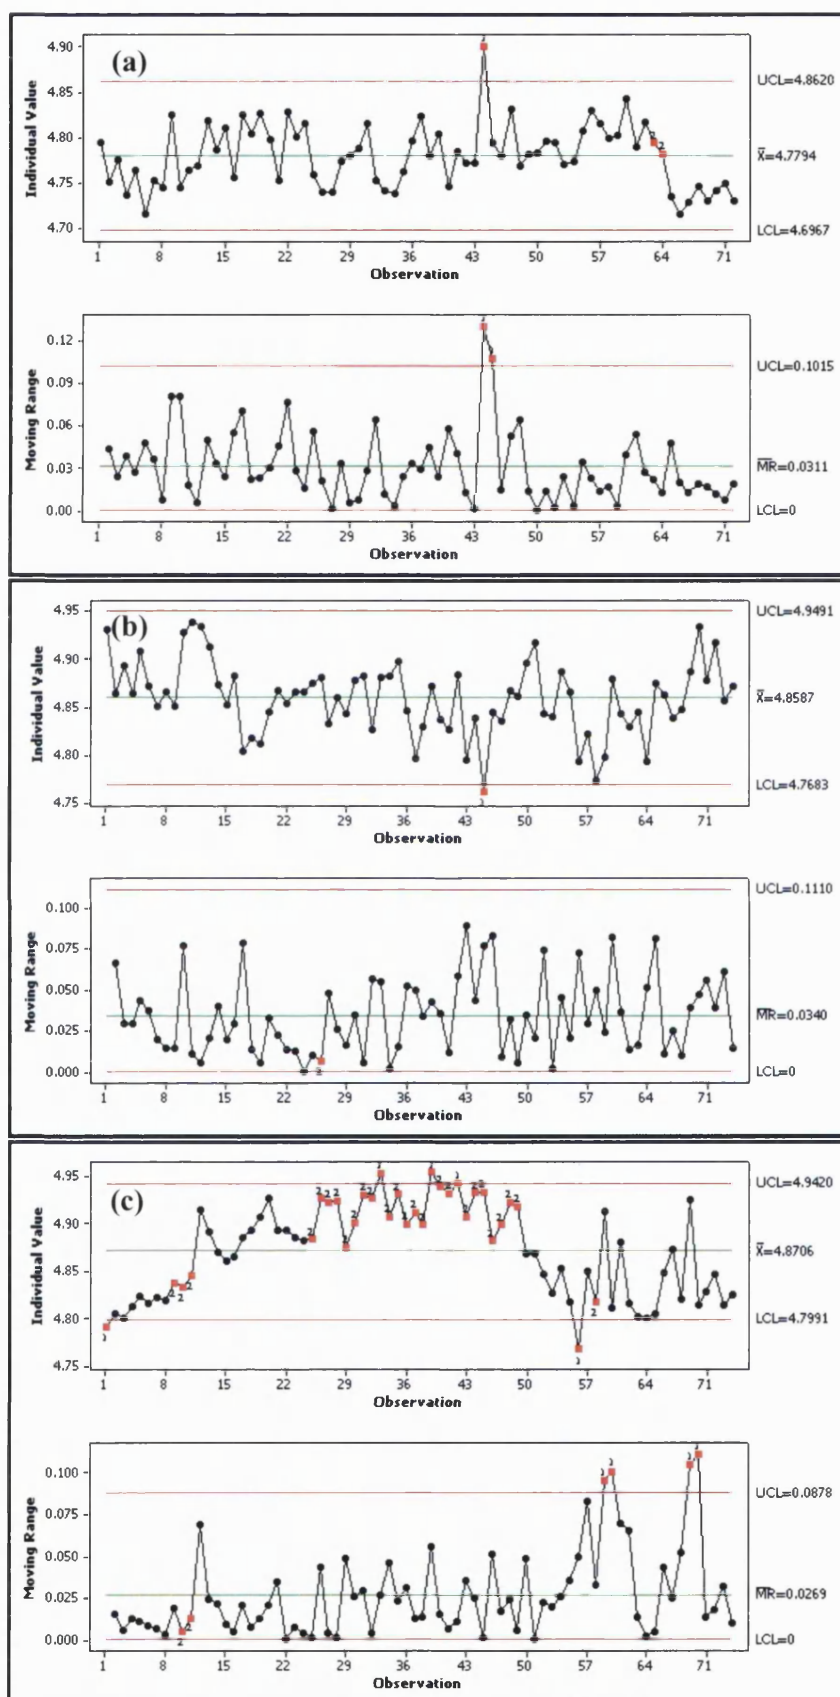 (a)
Individual Value
4.90
4.85
4.80
4.75
4.70
UCL=4.8620
X̄=4.7794
LCL=4.6967
2
2
1 8 15 22 29 36 43 50 57 64 71
Observation
Moving Range
0.12
0.09
0.06
0.03
0.00
UCL=0.1015
M̅R̅=0.0311
LCL=0
1 8 15 22 29 36 43 50 57 64 71
Observation
(b)
Individual Value
4.95
4.90
4.85
4.80
4.75
UCL=4.9491
X̄=4.8587
LCL=4.7683
1 8 15 22 29 36 43 50 57 64 71
Observation
Moving Range
0.100
0.075
0.050
0.025
0.000
UCL=0.1110
M̅R̅=0.0340
LCL=0
2
1 8 15 22 29 36 43 50 57 64 71
Observation
(c)
Individual Value
4.95
4.90
4.85
4.80
4.75
UCL=4.9420
X̄=4.8706
LCL=4.7991
1 8 15 22 29 36 43 50 57 64 71
Observation
Moving Range
0.100
0.075
0.050
0.025
0.000
UCL=0.0878
M̅R̅=0.0269
LCL=0
2
2
1 8 15 22 29 36 43 50 57 64 71
Observation